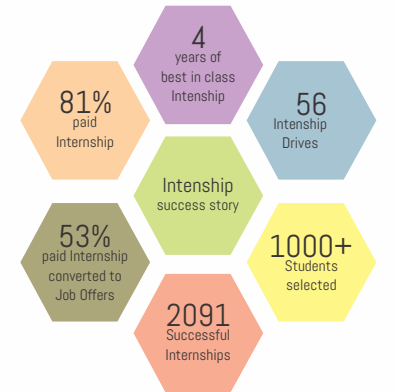 4
years of
best in class
Intenship
81%
paid
Internship
56
Intenship
Drives
Intenship
success story
53%
paid Internship
converted to
Job Offers
1000+
Students
selected
2091
Successful
Internships